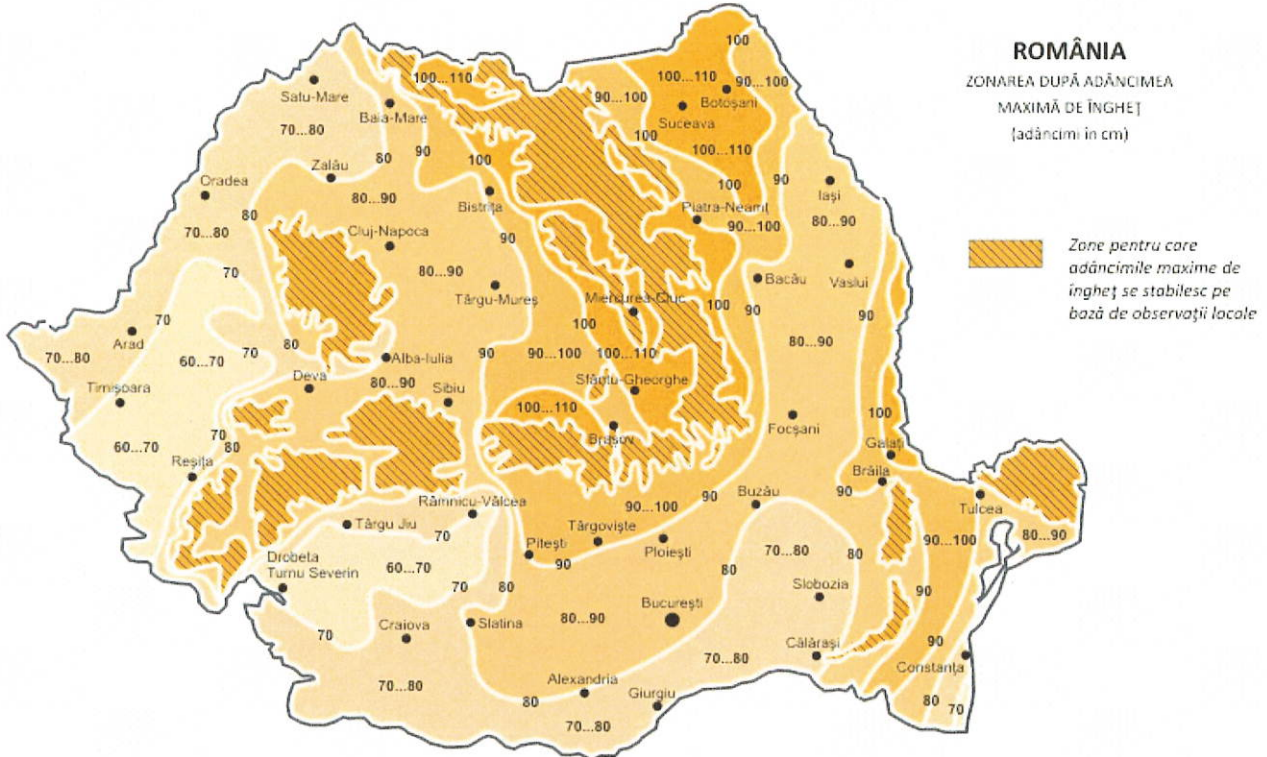 ROMÂNIA
ZONAREA DUPĂ ADÂNCIMEA
MAXIMĂ DE ÎNGHEȚ
(adâncimi în cm)
Zone pentru care
adâncimile maxime de
îngheț se stabilesc pe
bază de observații locale
100
100...110
100...110
90...100
Satu-Mare
90...100
Botoșani
Baia-Mare
Suceava
70...80
100
90
100...110
80
100
Zalău
90
Iași
Oradea
100
80...90
Bistrița
80
Piatra-Neamț
80...90
70...80
Cluj-Napoca
90...100
90
70
80...90
Bacău
Vaslui
Târgu-Mureș
Miercurea-Ciuc
100
90
90
70
100
80...90
Arad
70...80
60...70
70
80
Alba-Iulia
90
90...100
100...110
Timișoara
Deva
80...90
Sibiu
Sfântu-Gheorghe
100...110
100
Focșani
Brașov
70
60...70
80
Galați
Reșița
Brăila
90
90
Buzău
Râmnicu-Vâlcea
90...100
Tulcea
Târgu Jiu
70
Târgoviște
Pitești
Ploiești
90...100
80...90
70...80
80
Drobeta
Turnu Severin
90
60...70
80
70
80
Slobozia
90
București
Craiova
Slatina
80...90
70
Călărași
90
Constanța
70...80
70...80
Alexandria
80
80
70
Giurgiu
70...80